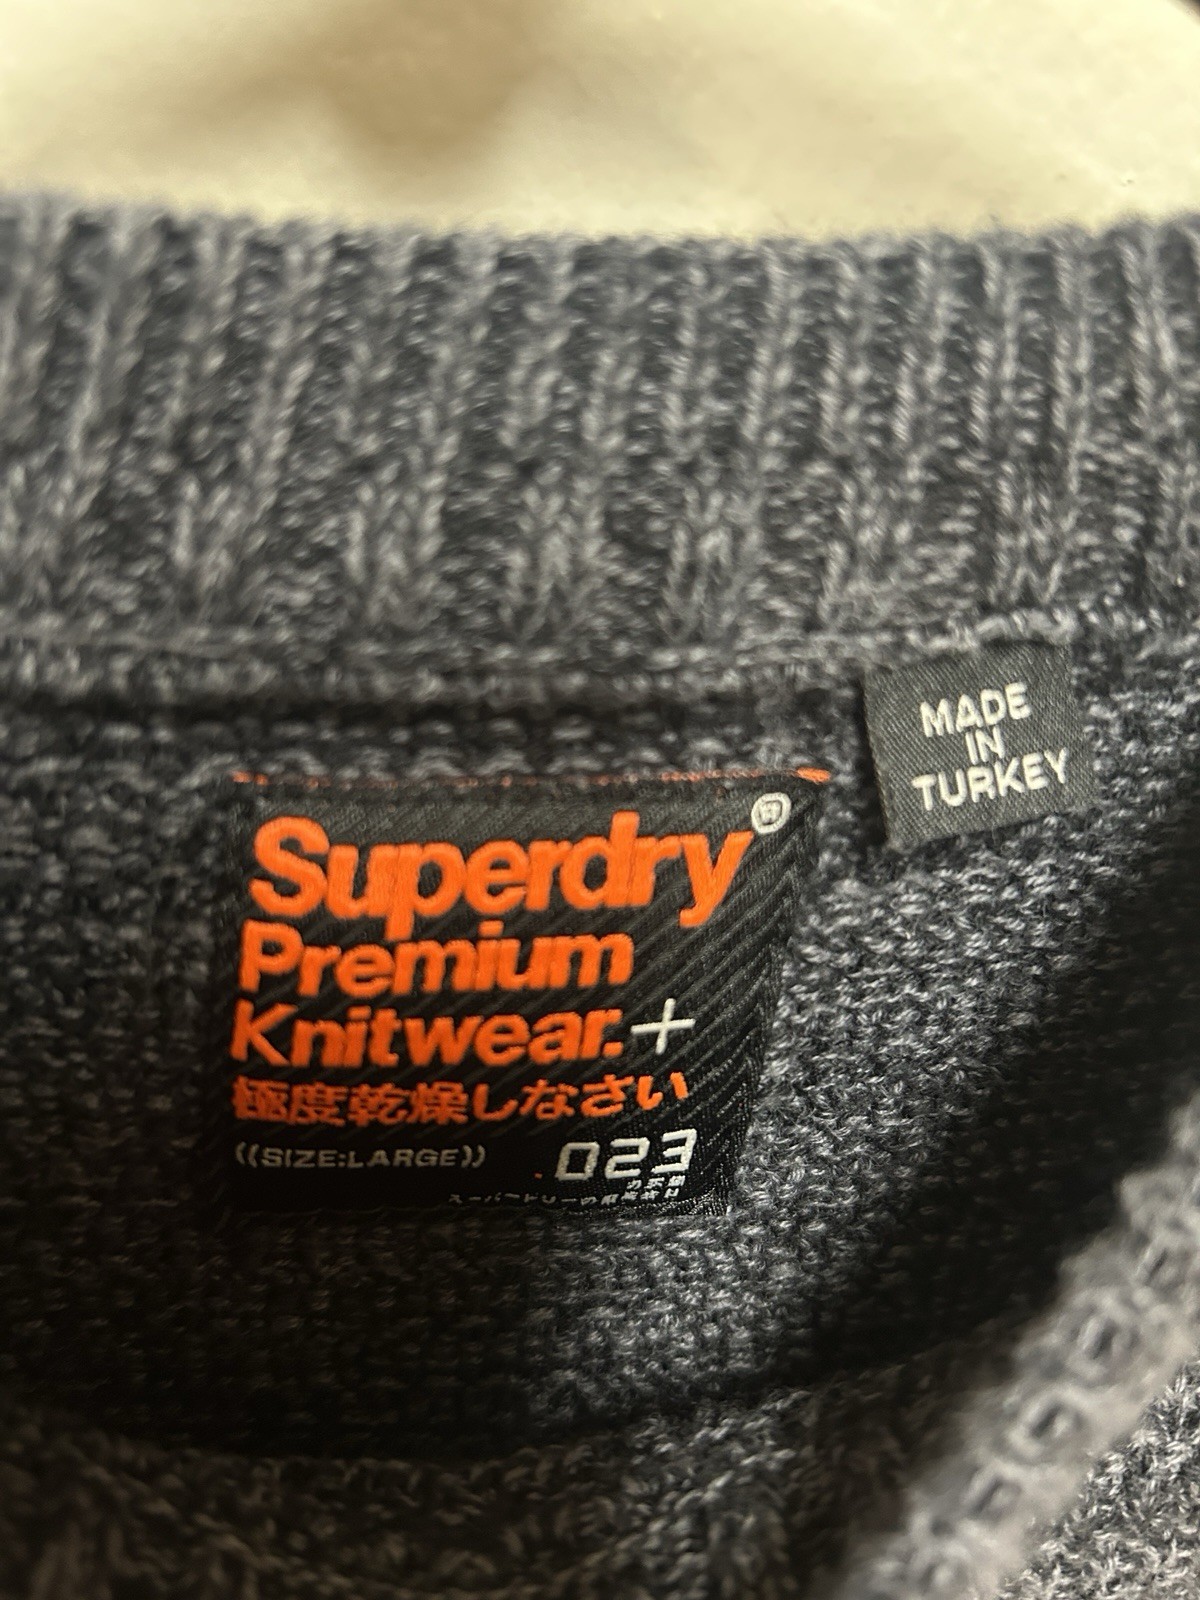 Superdry®
Premium
Knitwear.+
極度乾燥しなさい
((SIZE:LARGE)) 023
MADE
IN
TURKEY